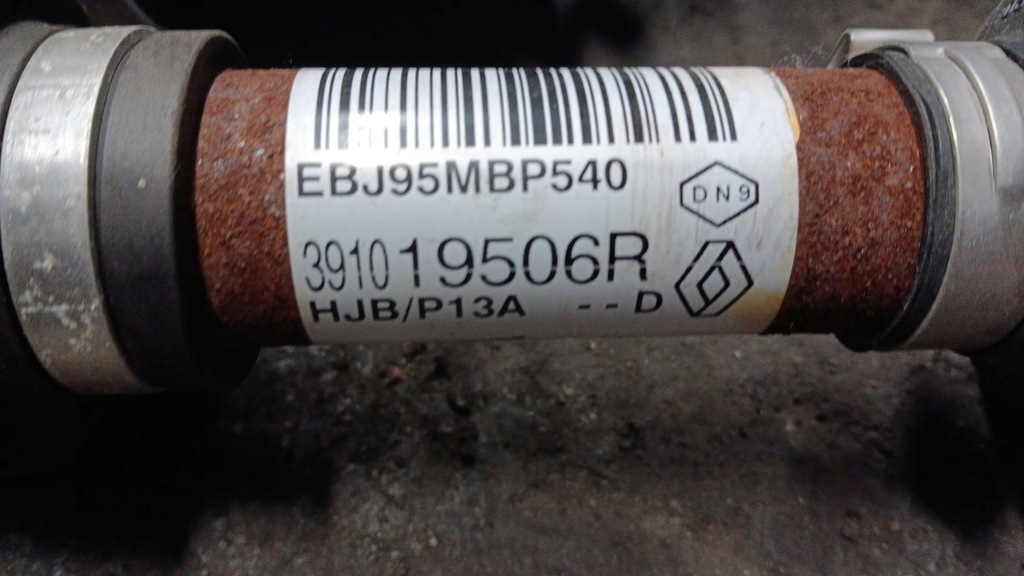 EBJ95MBP540
DN9
391019506R
HJB/P13A -- D